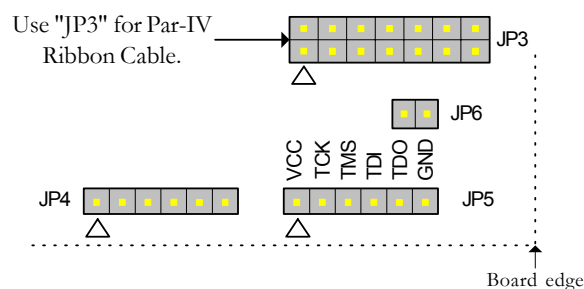 Use "JP3" for Par-IV
Ribbon Cable.
JP3
JP6
VCC
TCK
TMS
TDI
TDO
GND
JP4
JP5
Board edge